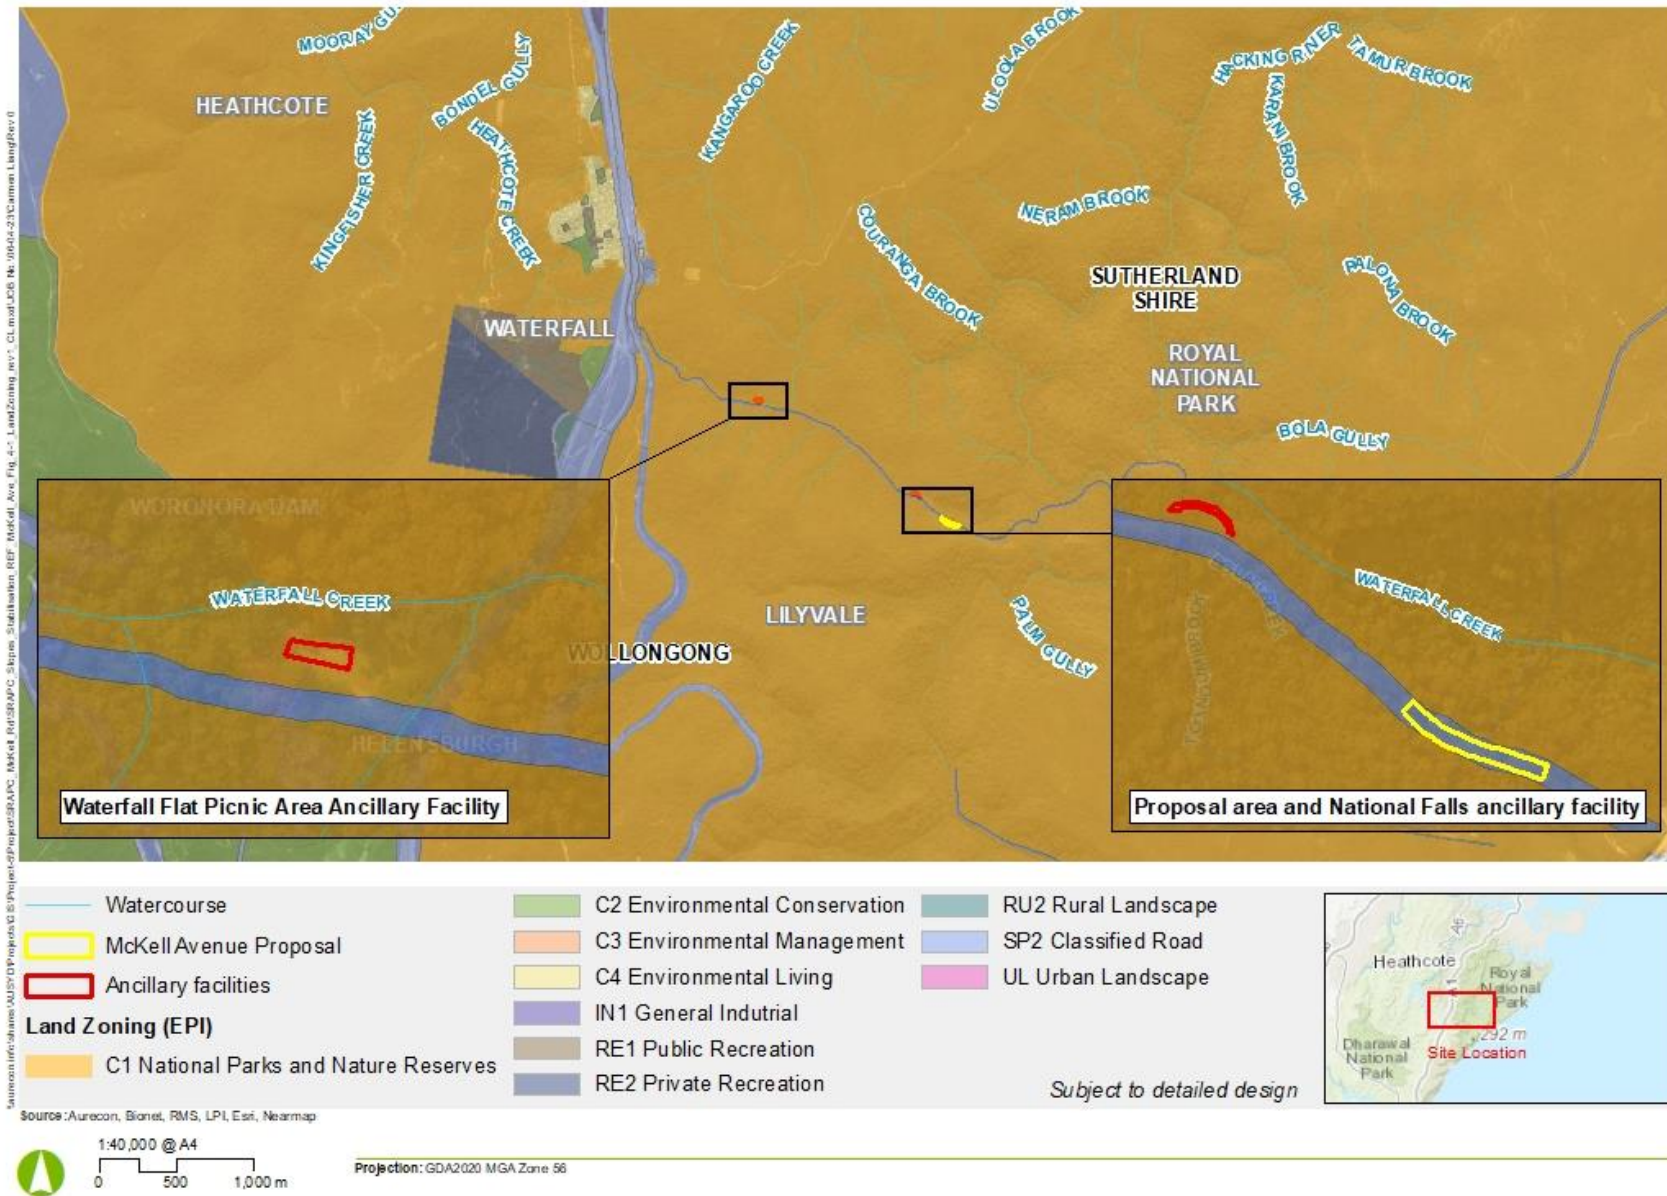 MOORAY GU
HEATHCOTE
BONDEL GULLY
KINGFISHER CREEK
HEATHCOTE CREEK
KANGAROO CREEK
ULOOLA BROOK
HACKING RIVER
TAMUR BROOK
KARANI BROOK
NERAM BROOK
COURANGA BROOK
SUTHERLAND
SHIRE
PALONA BROOK
WATERFALL
ROYAL
NATIONAL
PARK
BOLA GULLY
WORONORA DAM
WATERFALL CREEK
HELENSBURGH
Waterfall Flat Picnic Area Ancillary Facility
LILYVALE
WOLLONGONG
PALM GULLY
WATERFALL CREEK
Proposal area and National Falls ancillary facility
Watercourse
McKell Avenue Proposal
Ancillary facilities
Land Zoning (EPI)
C1 National Parks and Nature Reserves
C2 Environmental Conservation
C3 Environmental Management
C4 Environmental Living
IN1 General Indutrial
RE1 Public Recreation
RE2 Private Recreation
RU2 Rural Landscape
SP2 Classified Road
UL Urban Landscape
Subject to detailed design
Heathcote
A6
A1
Royal
National
Park
292 m
Dharawal
National
Park
Site Location
Source: Aurecon, Bionet, RMS, LPI, Esri, Nearmap
1:40,000 @ A4
0 500 1,000 m
Projection: GDA2020 MGA Zone 56